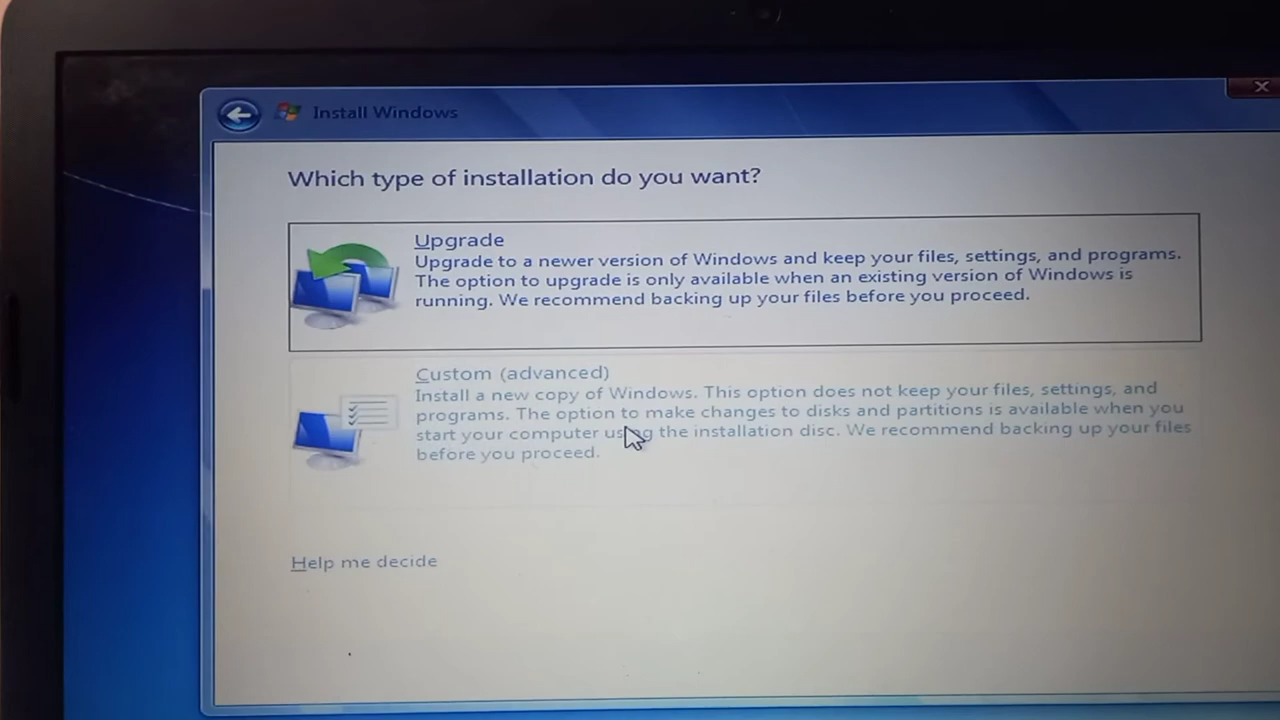 Install Windows
Which type of installation do you want?
Upgrade
Upgrade to a newer version of Windows and keep your files, settings, and programs.
The option to upgrade is only available when an existing version of Windows is
running. We recommend backing up your files before you proceed.
Custom (advanced)
Install a new copy of Windows. This option does not keep your files, settings, and
programs. The option to make changes to disks and partitions is available when you
start your computer using the installation disc. We recommend backing up your files
before you proceed.
Help me decide